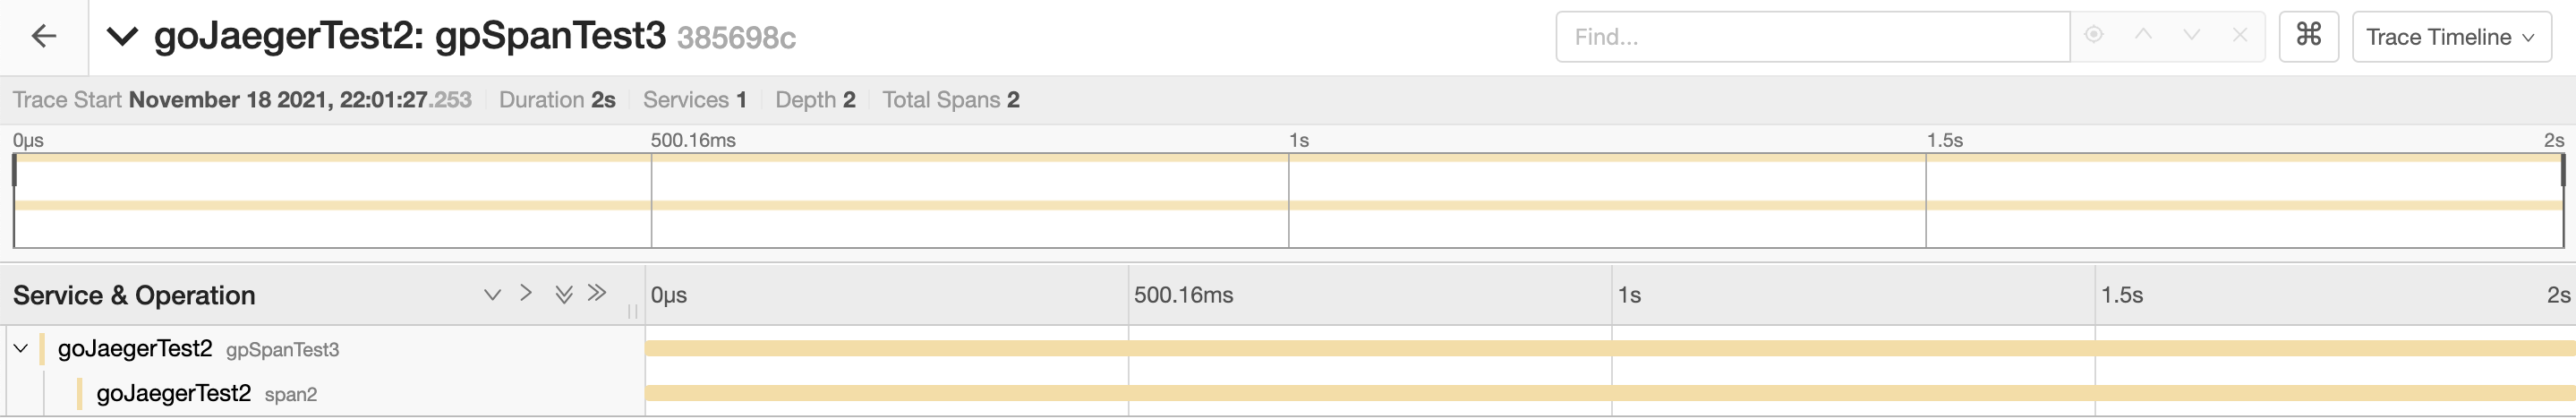 goJaegerTest2: gpSpanTest3 385698c
Find...
⌘
Trace Timeline
Trace Start November 18 2021, 22:01:27.253 Duration 2s Services 1 Depth 2 Total Spans 2
0μs 500.16ms 1s 1.5s 2s
Service & Operation 0μs 500.16ms 1s 1.5s 2s
goJaegerTest2 gpSpanTest3
goJaegerTest2 span2